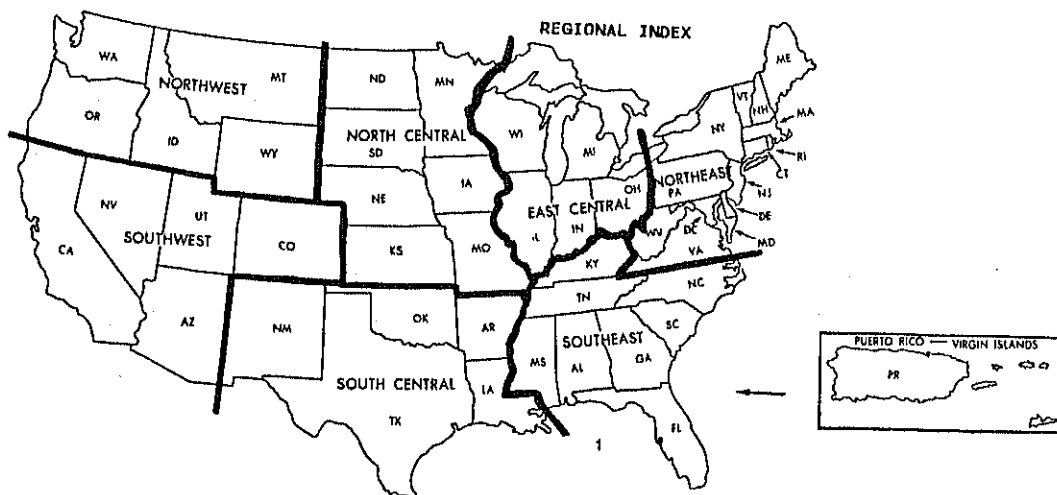 REGIONAL INDEX
WA
MT
ND
MN
ME
NORTHWEST
VT
NH
MA
OR
NORTH CENTRAL
WI
NY
ID
SD
MI
RI
WY
CT
IA
OH
NORTHEAST
PA
NE
NJ
NV
UT
EAST CENTRAL
DE
SOUTHWEST
IL
IN
WV
DC
CA
CO
KS
MO
VA
MD
KY
NC
TN
AZ
NM
OK
AR
SC
SOUTHEAST
MS
AL
GA
PUERTO RICO — VIRGIN ISLANDS
PR
SOUTH CENTRAL
LA
TX
FL
1